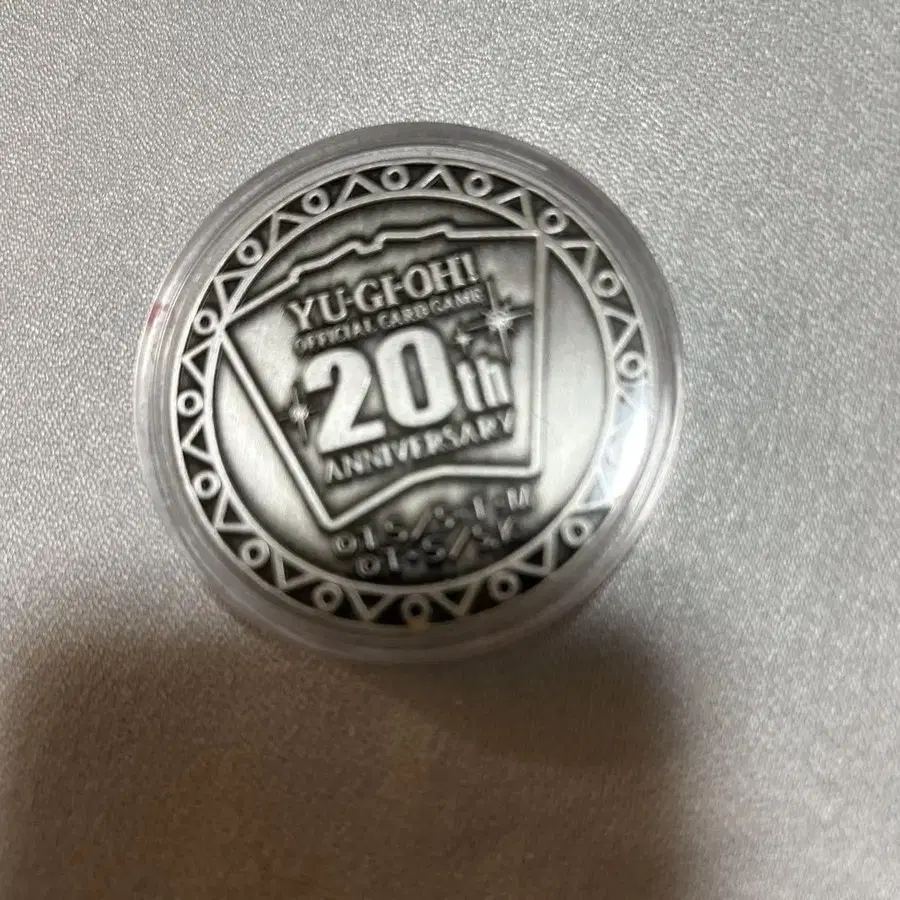 YU-GI-OH!
OFFICIAL CARD GAME
20th
ANNIVERSARY